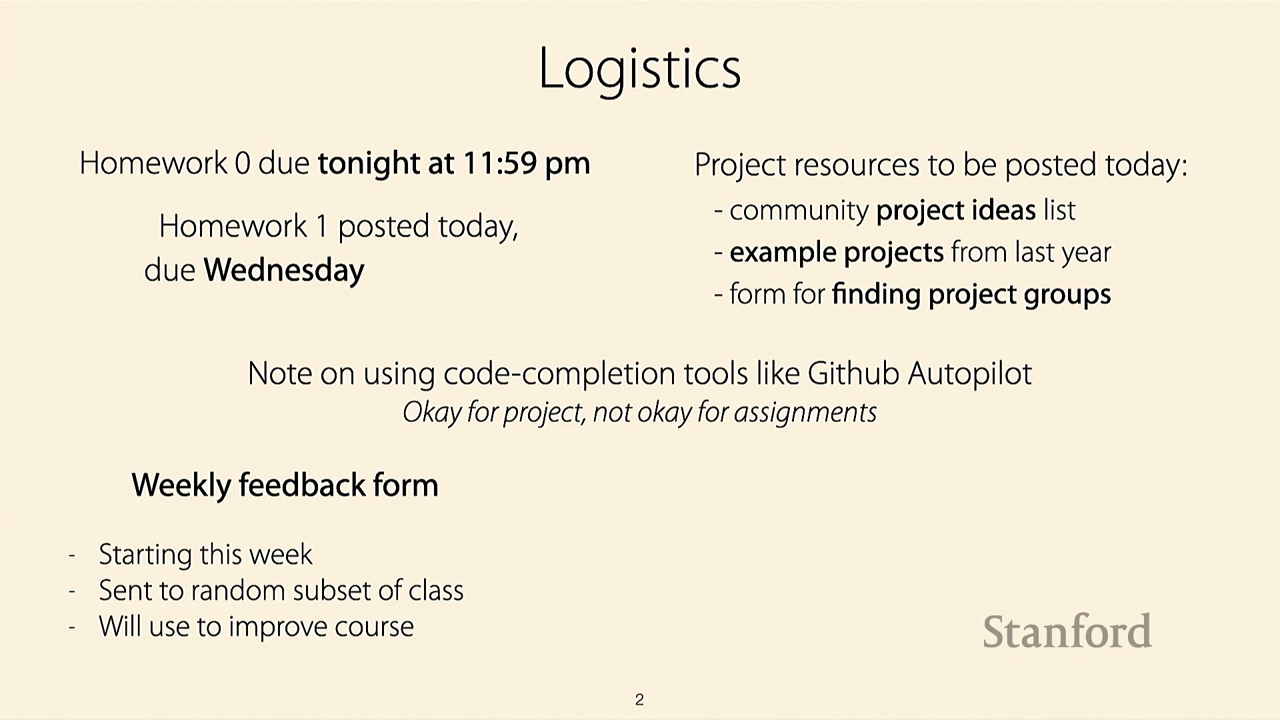 Logistics
Homework 0 due tonight at 11:59 pm
Homework 1 posted today,
due Wednesday
Project resources to be posted today:
- community project ideas list
- example projects from last year
- form for finding project groups
Note on using code-completion tools like Github Autopilot
Okay for project, not okay for assignments
Weekly feedback form
- Starting this week
- Sent to random subset of class
- Will use to improve course
Stanford
2